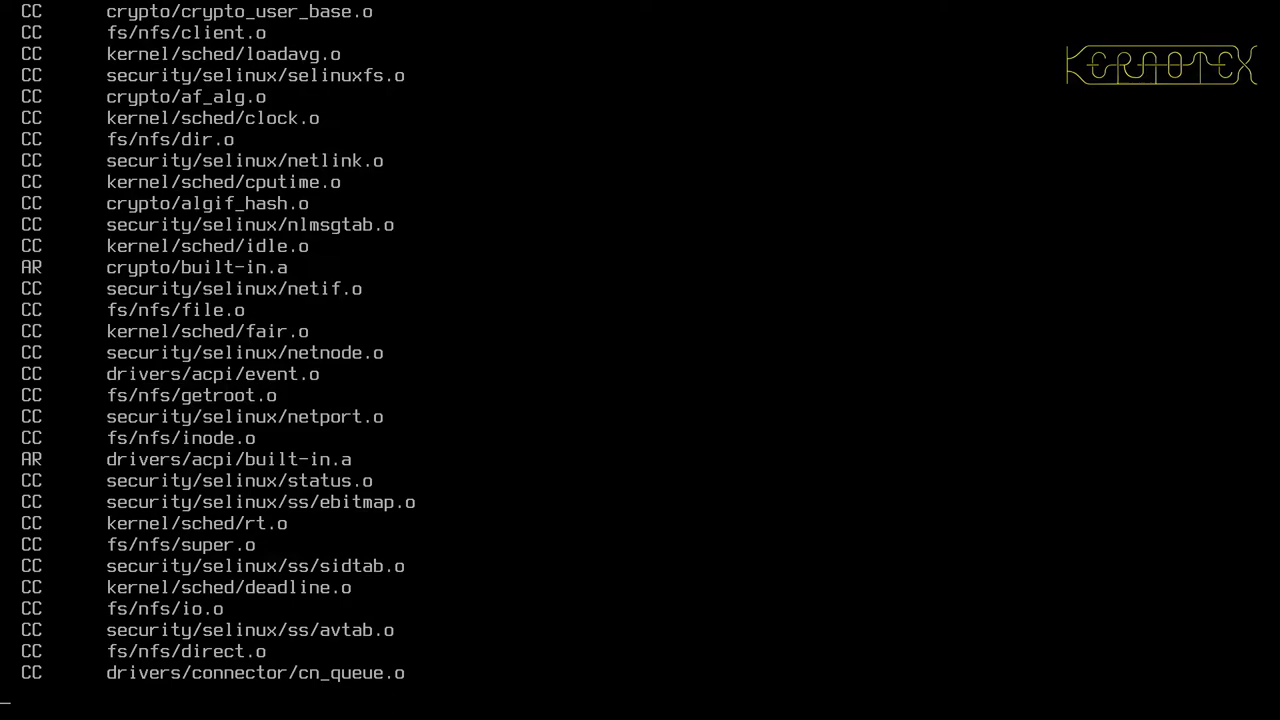 CC crypto/crypto_user_base.o
CC fs/nfs/client.o
CC kernel/sched/loadavg.o
CC security/selinux/selinuxfs.o
CC crypto/af_alg.o
CC kernel/sched/clock.o
CC fs/nfs/dir.o
CC security/selinux/netlink.o
CC kernel/sched/cputime.o
CC crypto/algif_hash.o
CC security/selinux/nlmsgtab.o
CC kernel/sched/idle.o
AR crypto/built-in.a
CC security/selinux/netif.o
CC fs/nfs/file.o
CC kernel/sched/fair.o
CC security/selinux/netnode.o
CC drivers/acpi/event.o
CC fs/nfs/getroot.o
CC security/selinux/netport.o
CC fs/nfs/inode.o
AR drivers/acpi/built-in.a
CC security/selinux/status.o
CC security/selinux/ss/ebitmap.o
CC kernel/sched/rt.o
CC fs/nfs/super.o
CC security/selinux/ss/sidtab.o
CC kernel/sched/deadline.o
CC fs/nfs/io.o
CC security/selinux/ss/avtab.o
CC fs/nfs/direct.o
CC drivers/connector/cn_queue.o
_